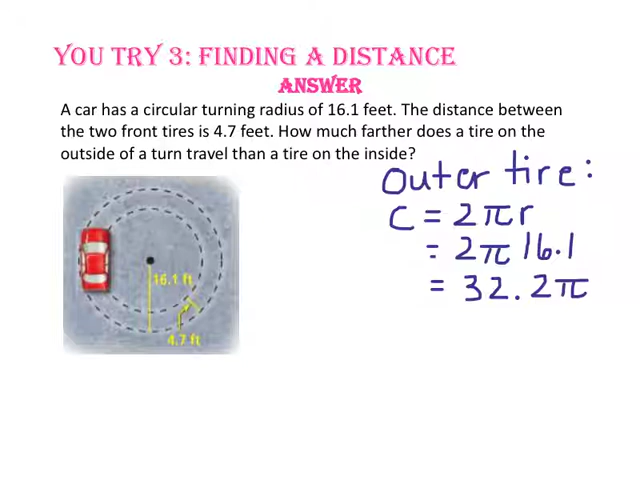 YOU TRY 3: FINDING A DISTANCE
ANSWER
A car has a circular turning radius of 16.1 feet. The distance between
the two front tires is 4.7 feet. How much farther does a tire on the
outside of a turn travel than a tire on the inside?
Outer tire:
C = 2πr
= 2π 16.1
= 32.2π
16.1 ft
4.7 ft